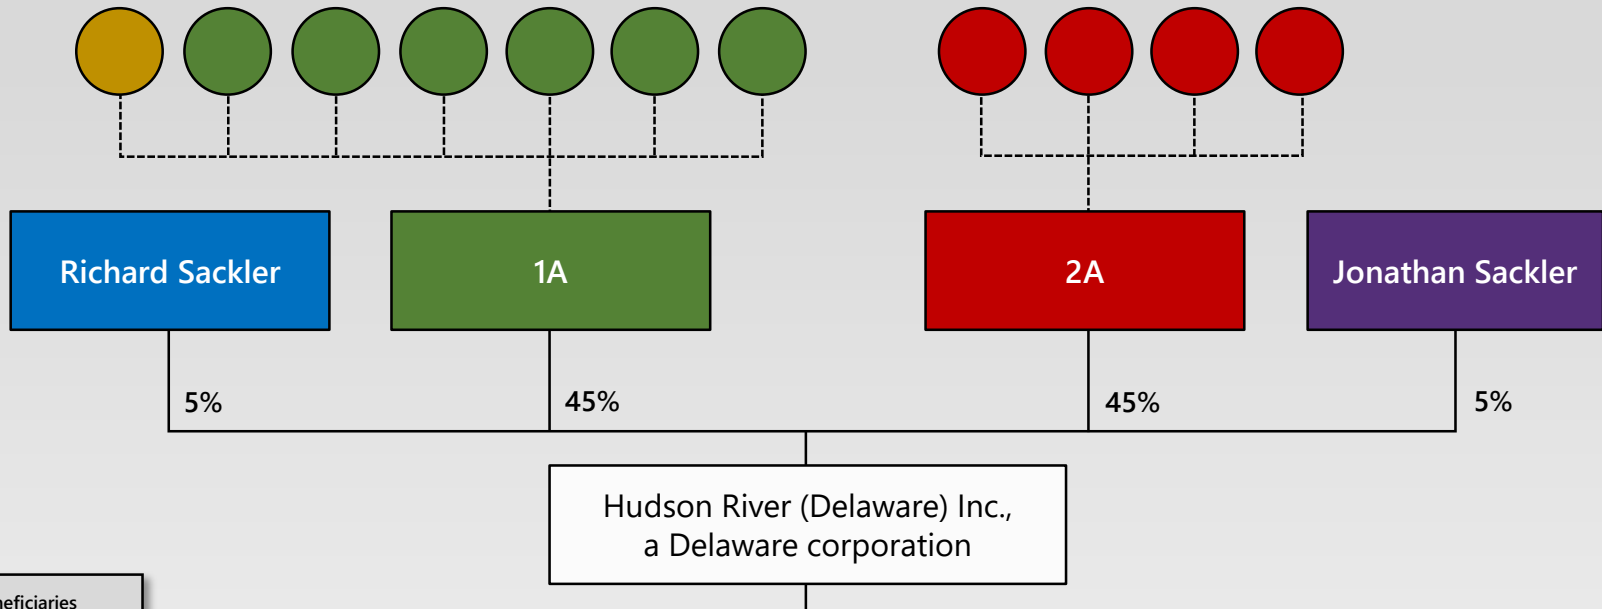 Richard Sackler
1A
2A
Jonathan Sackler
5%
45%
45%
5%
Hudson River (Delaware) Inc.,
a Delaware corporation